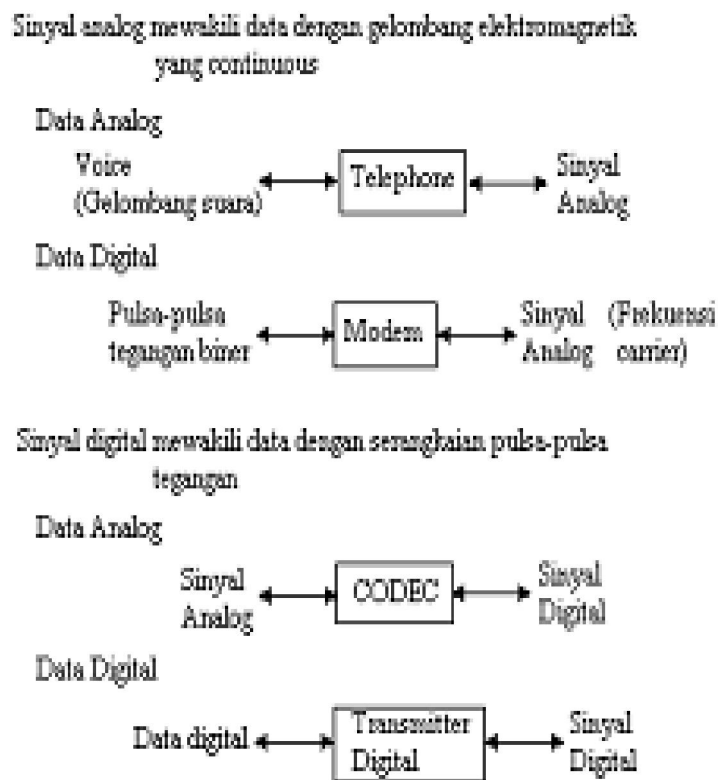 Sinyal analog mewakili data dengan gelombang elektromagnetik
yang continuous
Data Analog
Voice
(Gelombang suara)
Telephone
Sinyal
Analog
Data Digital
Pulsa-pulsa
tegangan biner
Modem
Sinyal (Frekuensi
Analog carrier)
Sinyal digital mewakili data dengan serangkaian pulsa-pulsa
tegangan
Data Analog
Sinyal
Analog
CODEC
Sinyal
Digital
Data Digital
Data digital
Transmitter
Digital
Sinyal
Digital